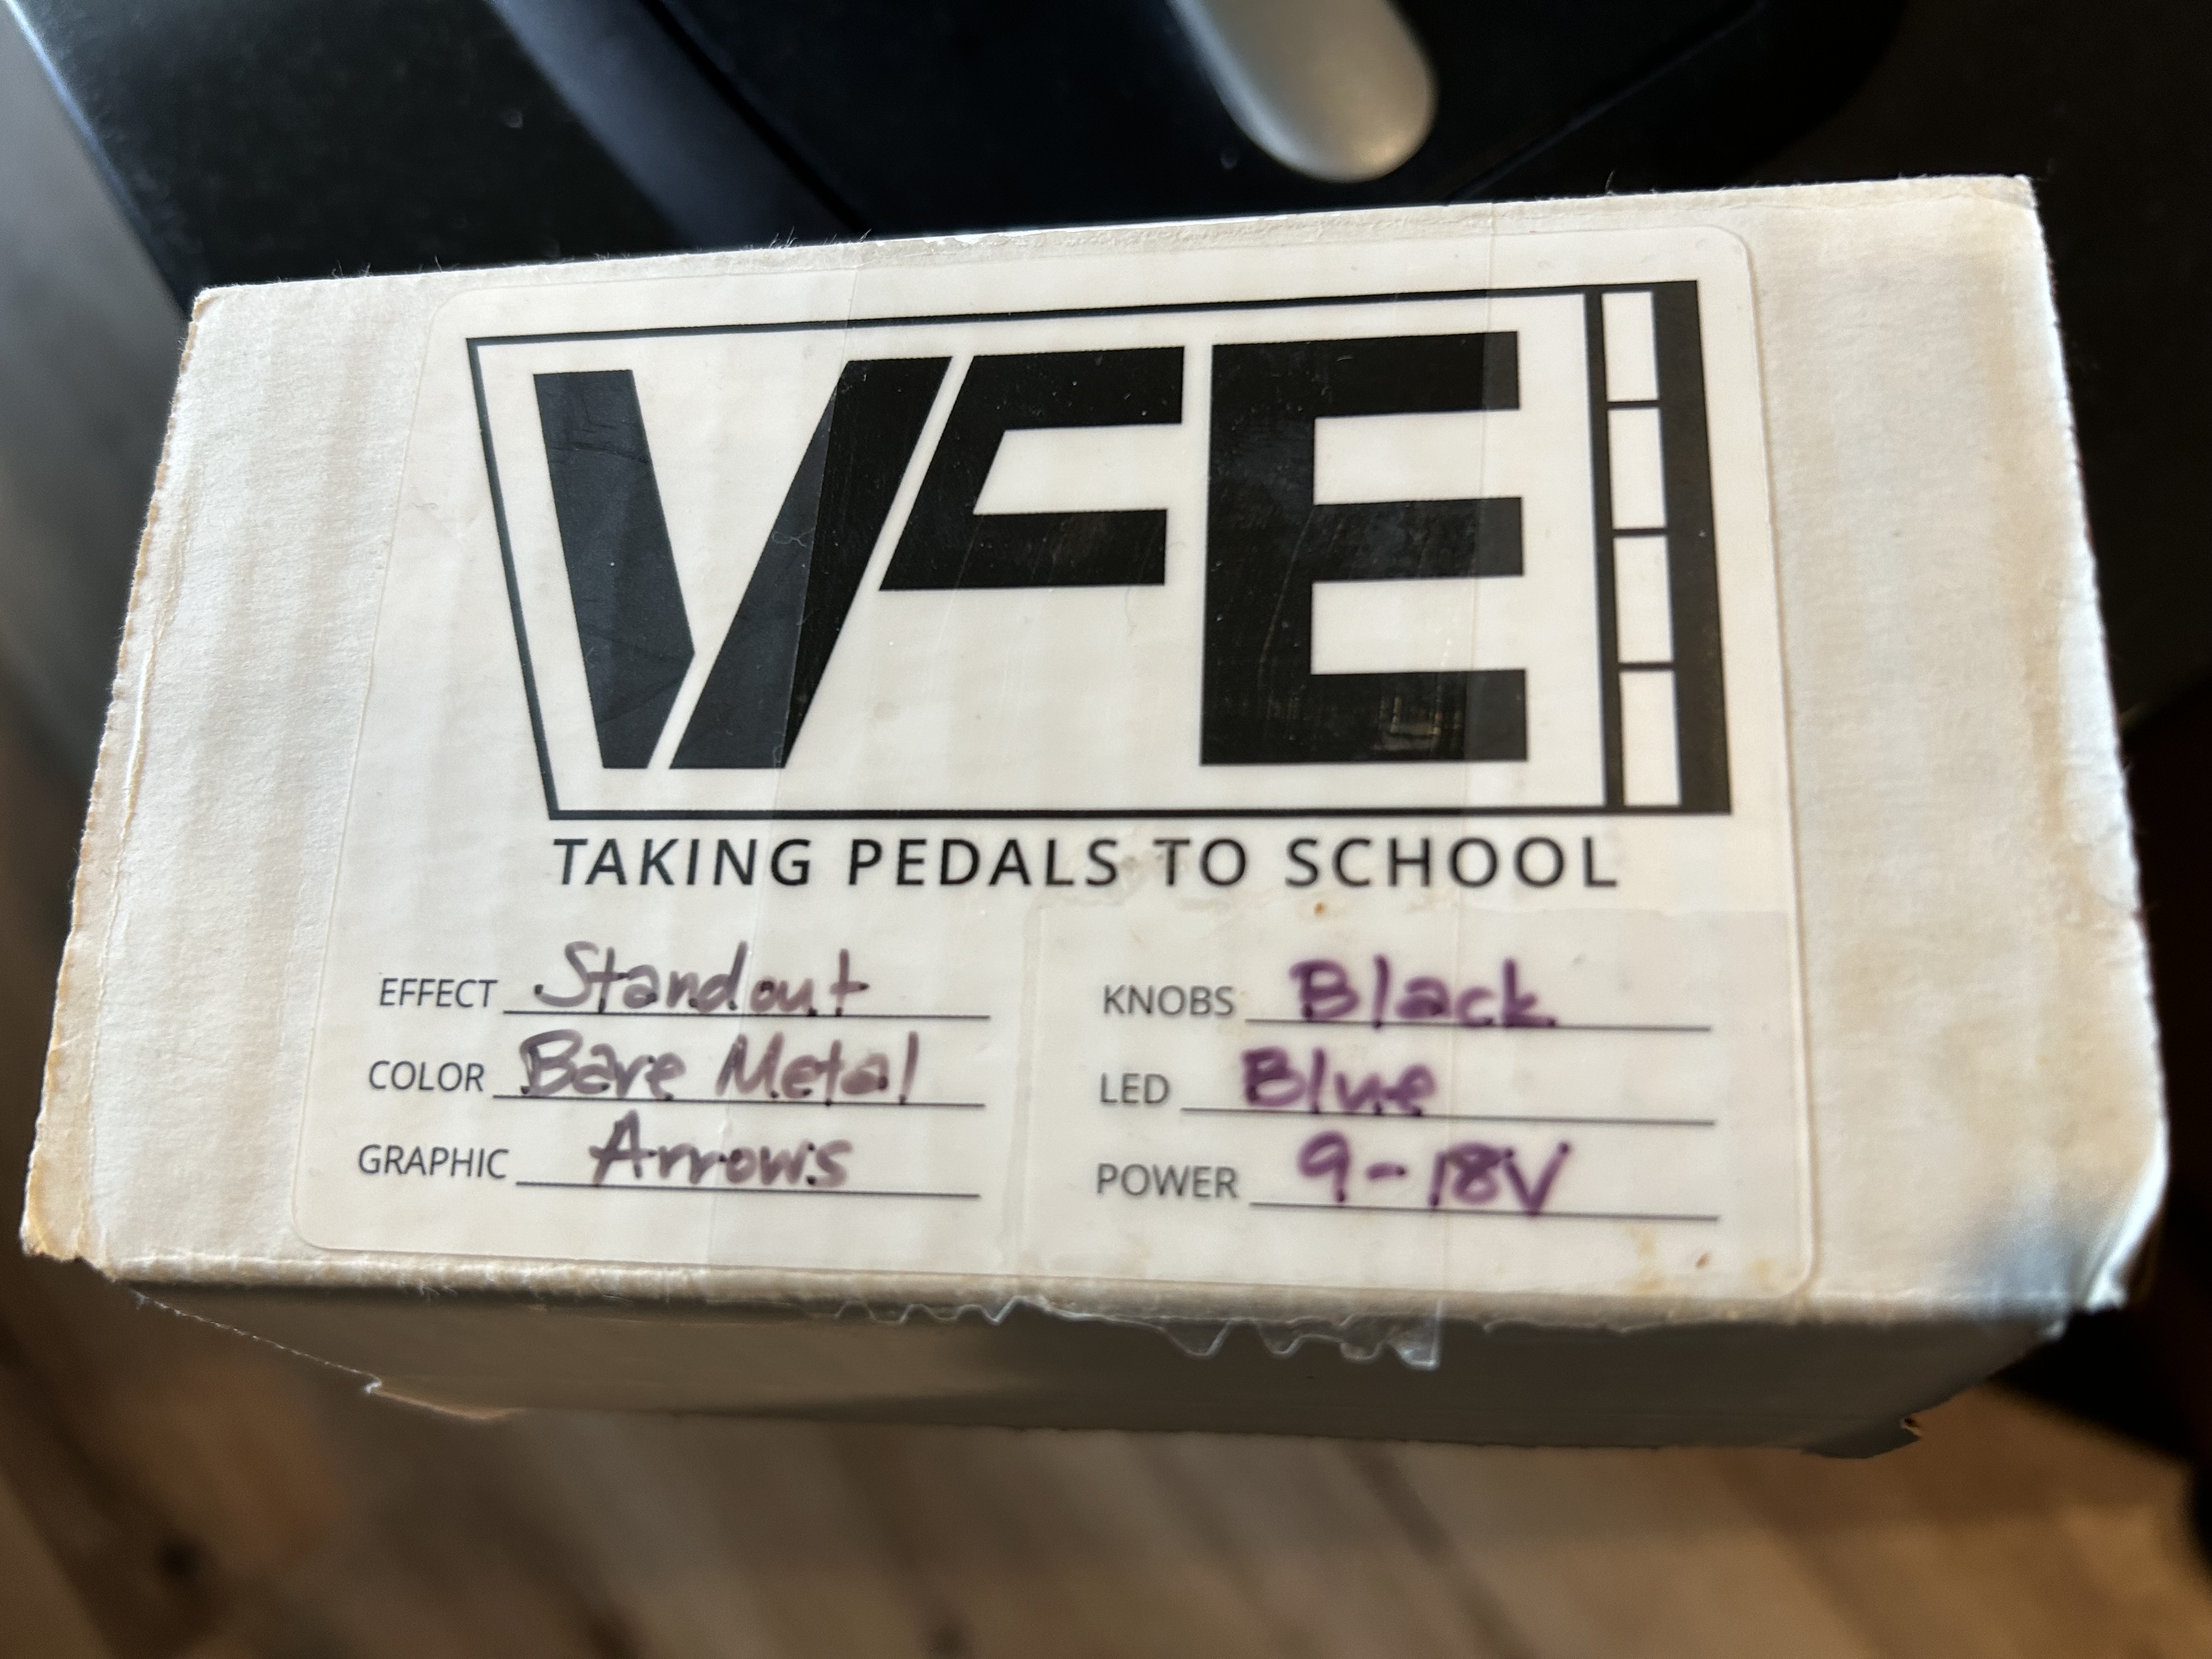 VFE
TAKING PEDALS TO SCHOOL
EFFECT Standout
COLOR Bare Metal
GRAPHIC Arrows
KNOBS Black
LED Blue
POWER 9-18V